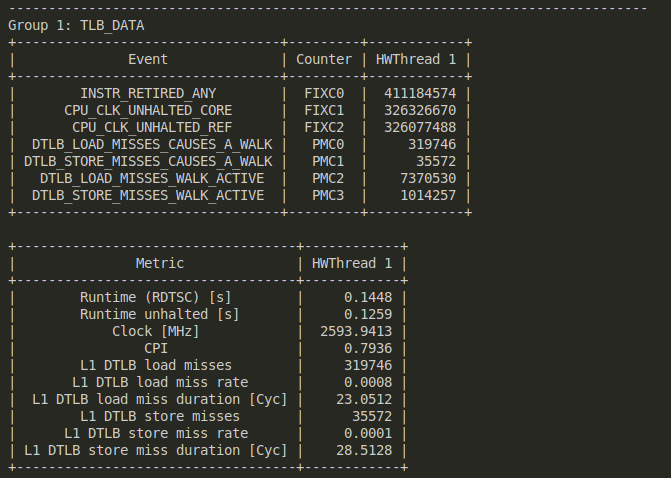 --------------------------------------------------------------------------------
Group 1: TLB_DATA
+----------------------------------+---------+------------+
|               Event              | Counter | HWThread 1 |
+----------------------------------+---------+------------+
|         INSTR_RETIRED_ANY        |  FIXC0  |  411184574 |
|       CPU_CLK_UNHALTED_CORE      |  FIXC1  |  326326670 |
|       CPU_CLK_UNHALTED_REF       |  FIXC2  |  326077488 |
|  DTLB_LOAD_MISSES_CAUSES_A_WALK  |   PMC0  |     319746 |
| DTLB_STORE_MISSES_CAUSES_A_WALK  |   PMC1  |      35572 |
|   DTLB_LOAD_MISSES_WALK_ACTIVE   |   PMC2  |    7370530 |
|   DTLB_STORE_MISSES_WALK_ACTIVE  |   PMC3  |    1014257 |
+----------------------------------+---------+------------+
+-----------------------------------+------------+
|               Metric              | HWThread 1 |
+-----------------------------------+------------+
|        Runtime (RDTSC) [s]        |     0.1448 |
|        Runtime unhalted [s]       |     0.1259 |
|            Clock [MHz]            |  2593.9413 |
|                CPI                |     0.7936 |
|        L1 DTLB load misses        |     319746 |
|       L1 DTLB load miss rate      |     0.0008 |
|  L1 DTLB load miss duration [Cyc] |    23.0512 |
|        L1 DTLB store misses       |      35572 |
|      L1 DTLB store miss rate      |     0.0001 |
| L1 DTLB store miss duration [Cyc] |    28.5128 |
+-----------------------------------+------------+